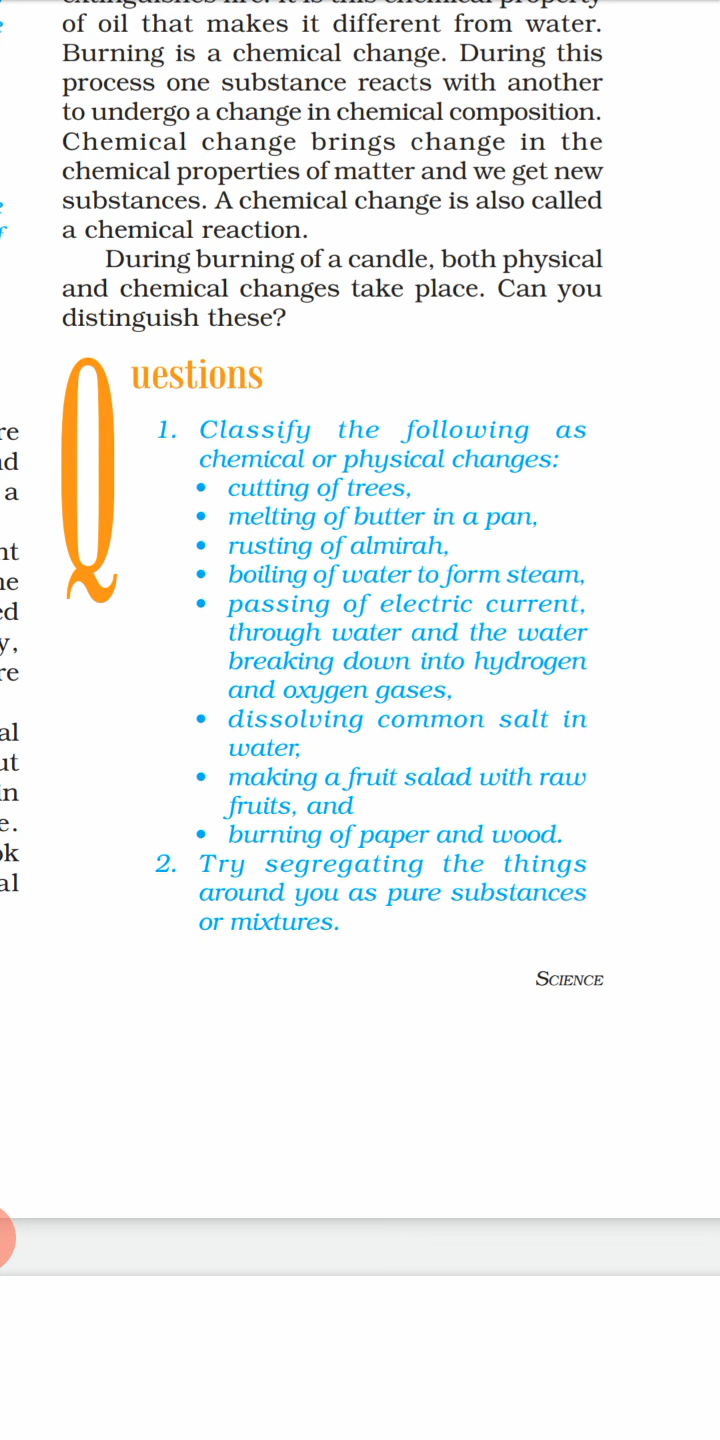 of oil that makes it different from water.
Burning is a chemical change. During this
process one substance reacts with another
to undergo a change in chemical composition.
Chemical change brings change in the
chemical properties of matter and we get new
substances. A chemical change is also called
a chemical reaction.
During burning of a candle, both physical
and chemical changes take place. Can you
distinguish these?
Questions
1. Classify the following as
chemical or physical changes:
• cutting of trees,
• melting of butter in a pan,
• rusting of almirah,
• boiling of water to form steam,
• passing of electric current,
through water and the water
breaking down into hydrogen
and oxygen gases,
• dissolving common salt in
water,
• making a fruit salad with raw
fruits, and
• burning of paper and wood.
2. Try segregating the things
around you as pure substances
or mixtures.
SCIENCE